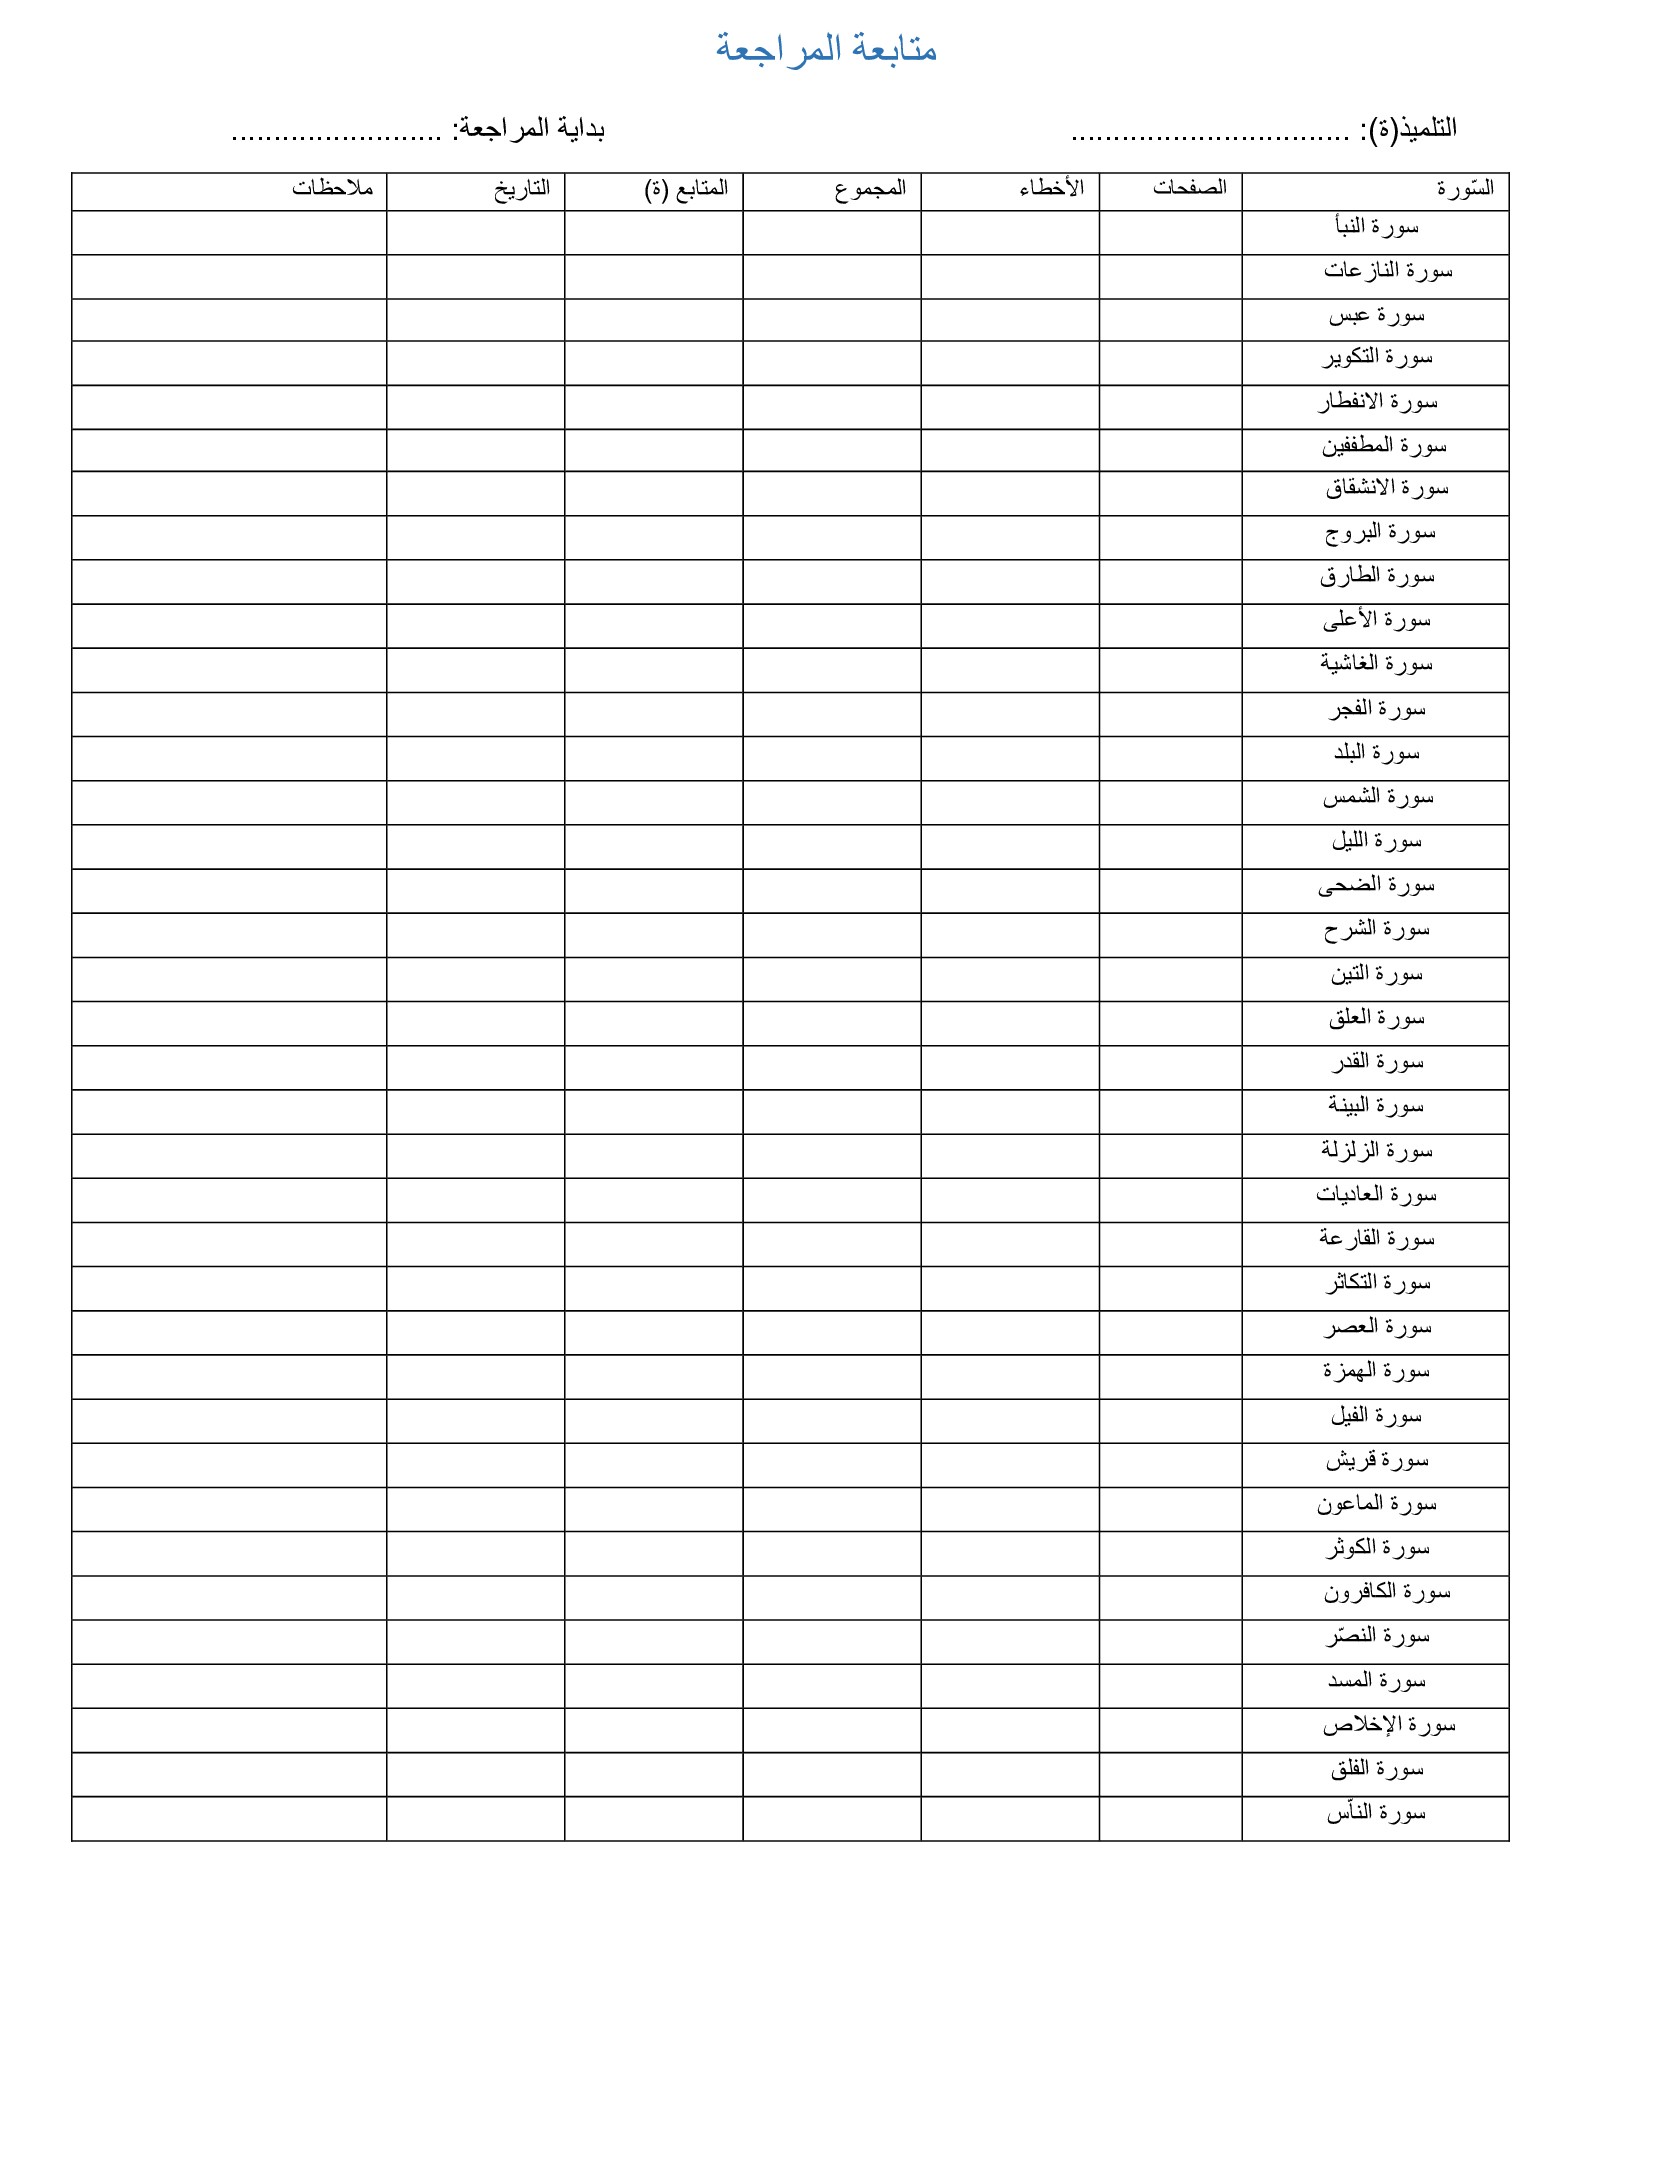 متابعة المراجعة
التلميذ(ة): ................................. بداية المراجعة: .........................
السّورة الصفحات الأخطاء المجموع المتابع (ة) التاريخ ملاحظات
سورة النبأ
سورة النازعات
سورة عبس
سورة التكوير
سورة الانفطار
سورة المطففين
سورة الانشقاق
سورة البروج
سورة الطارق
سورة الأعلى
سورة الغاشية
سورة الفجر
سورة البلد
سورة الشمس
سورة الليل
سورة الضحى
سورة الشرح
سورة التين
سورة العلق
سورة القدر
سورة البينة
سورة الزلزلة
سورة العاديات
سورة القارعة
سورة التكاثر
سورة العصر
سورة الهمزة
سورة الفيل
سورة قريش
سورة الماعون
سورة الكوثر
سورة الكافرون
سورة النصّر
سورة المسد
سورة الإخلاص
سورة الفلق
سورة النّاس